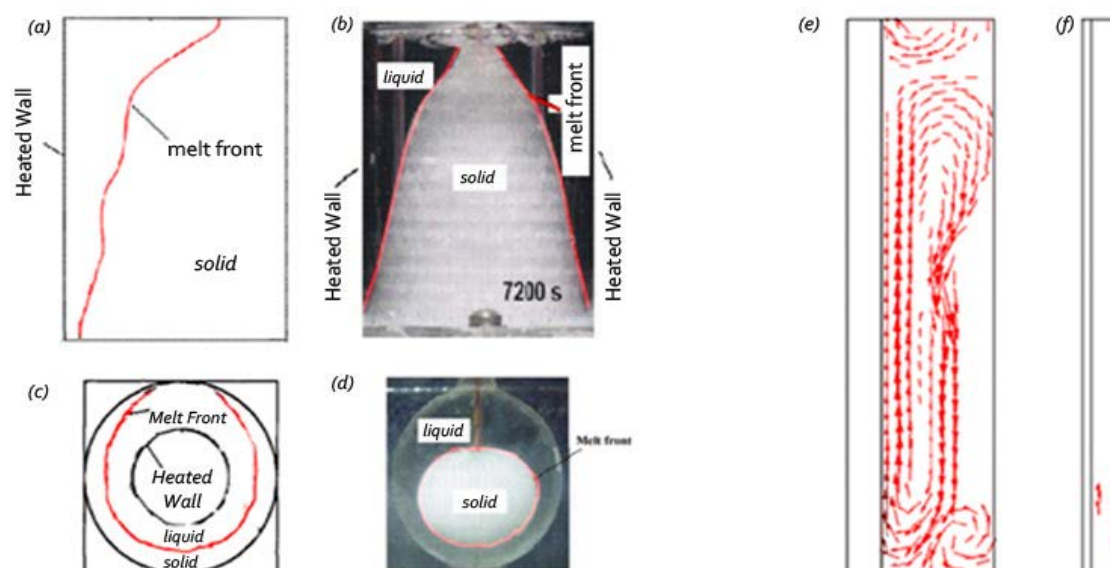 (a)
Heated Wall
melt front
solid
(b)
liquid
melt front
solid
Heated Wall
Heated Wall
7200 s
(c)
Melt Front
Heated
Wall
liquid
solid
(d)
liquid
Melt front
solid
(e)
(f)